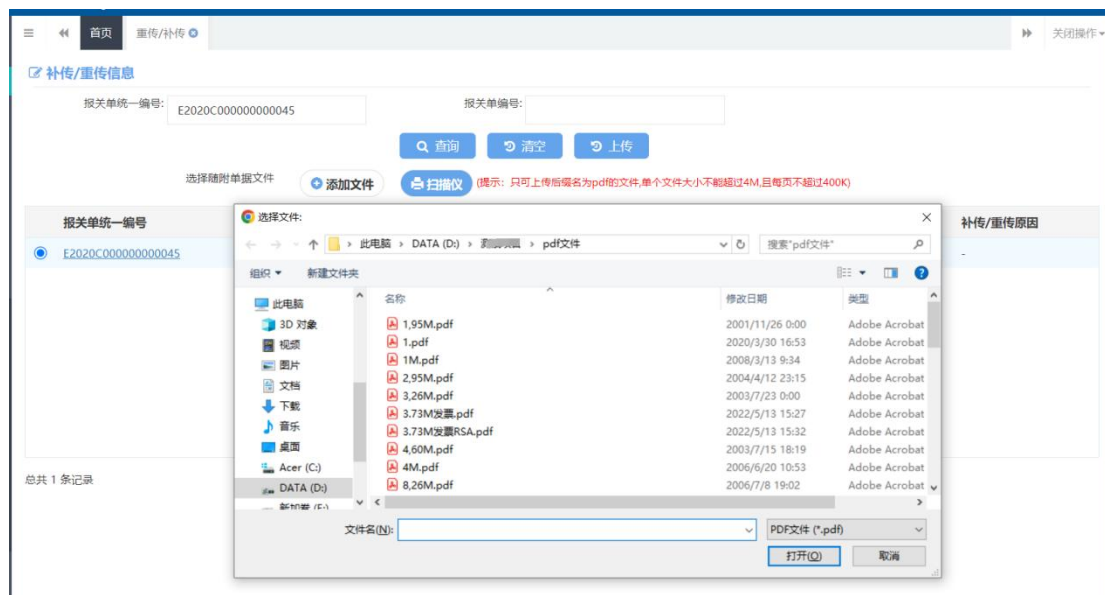 首页 重传/补传 关闭操作
补传/重传信息
报关单统一编号: E2020C000000000045 报关单编号:
查询 清空 上传
选择随附单据文件 添加文件 扫描仪 (提示：只可上传后缀名为pdf的文件,单个文件大小不能超过4M,且每页不超过400K)
报关单统一编号 补传/重传原因
E2020C000000000045 -
选择文件:
此电脑 › DATA (D:) › › pdf文件 搜索"pdf文件"
组织 新建文件夹
名称 修改日期 类型
此电脑
3D 对象
视频
图片
文档
下载
音乐
桌面
Acer (C:)
DATA (D:)
1,95M.pdf 2001/11/26 0:00 Adobe Acrobat
1.pdf 2020/3/30 16:53 Adobe Acrobat
1M.pdf 2008/3/13 9:34 Adobe Acrobat
2,95M.pdf 2004/4/12 23:15 Adobe Acrobat
3,26M.pdf 2003/7/23 0:00 Adobe Acrobat
3.73M发票.pdf 2022/5/13 15:27 Adobe Acrobat
3.73M发票RSA.pdf 2022/5/13 15:32 Adobe Acrobat
4,60M.pdf 2003/7/15 18:19 Adobe Acrobat
4M.pdf 2006/6/20 10:53 Adobe Acrobat
8,26M.pdf 2006/7/8 19:02 Adobe Acrobat
文件名(N): PDF文件 (*.pdf)
打开(O) 取消
总共 1 条记录